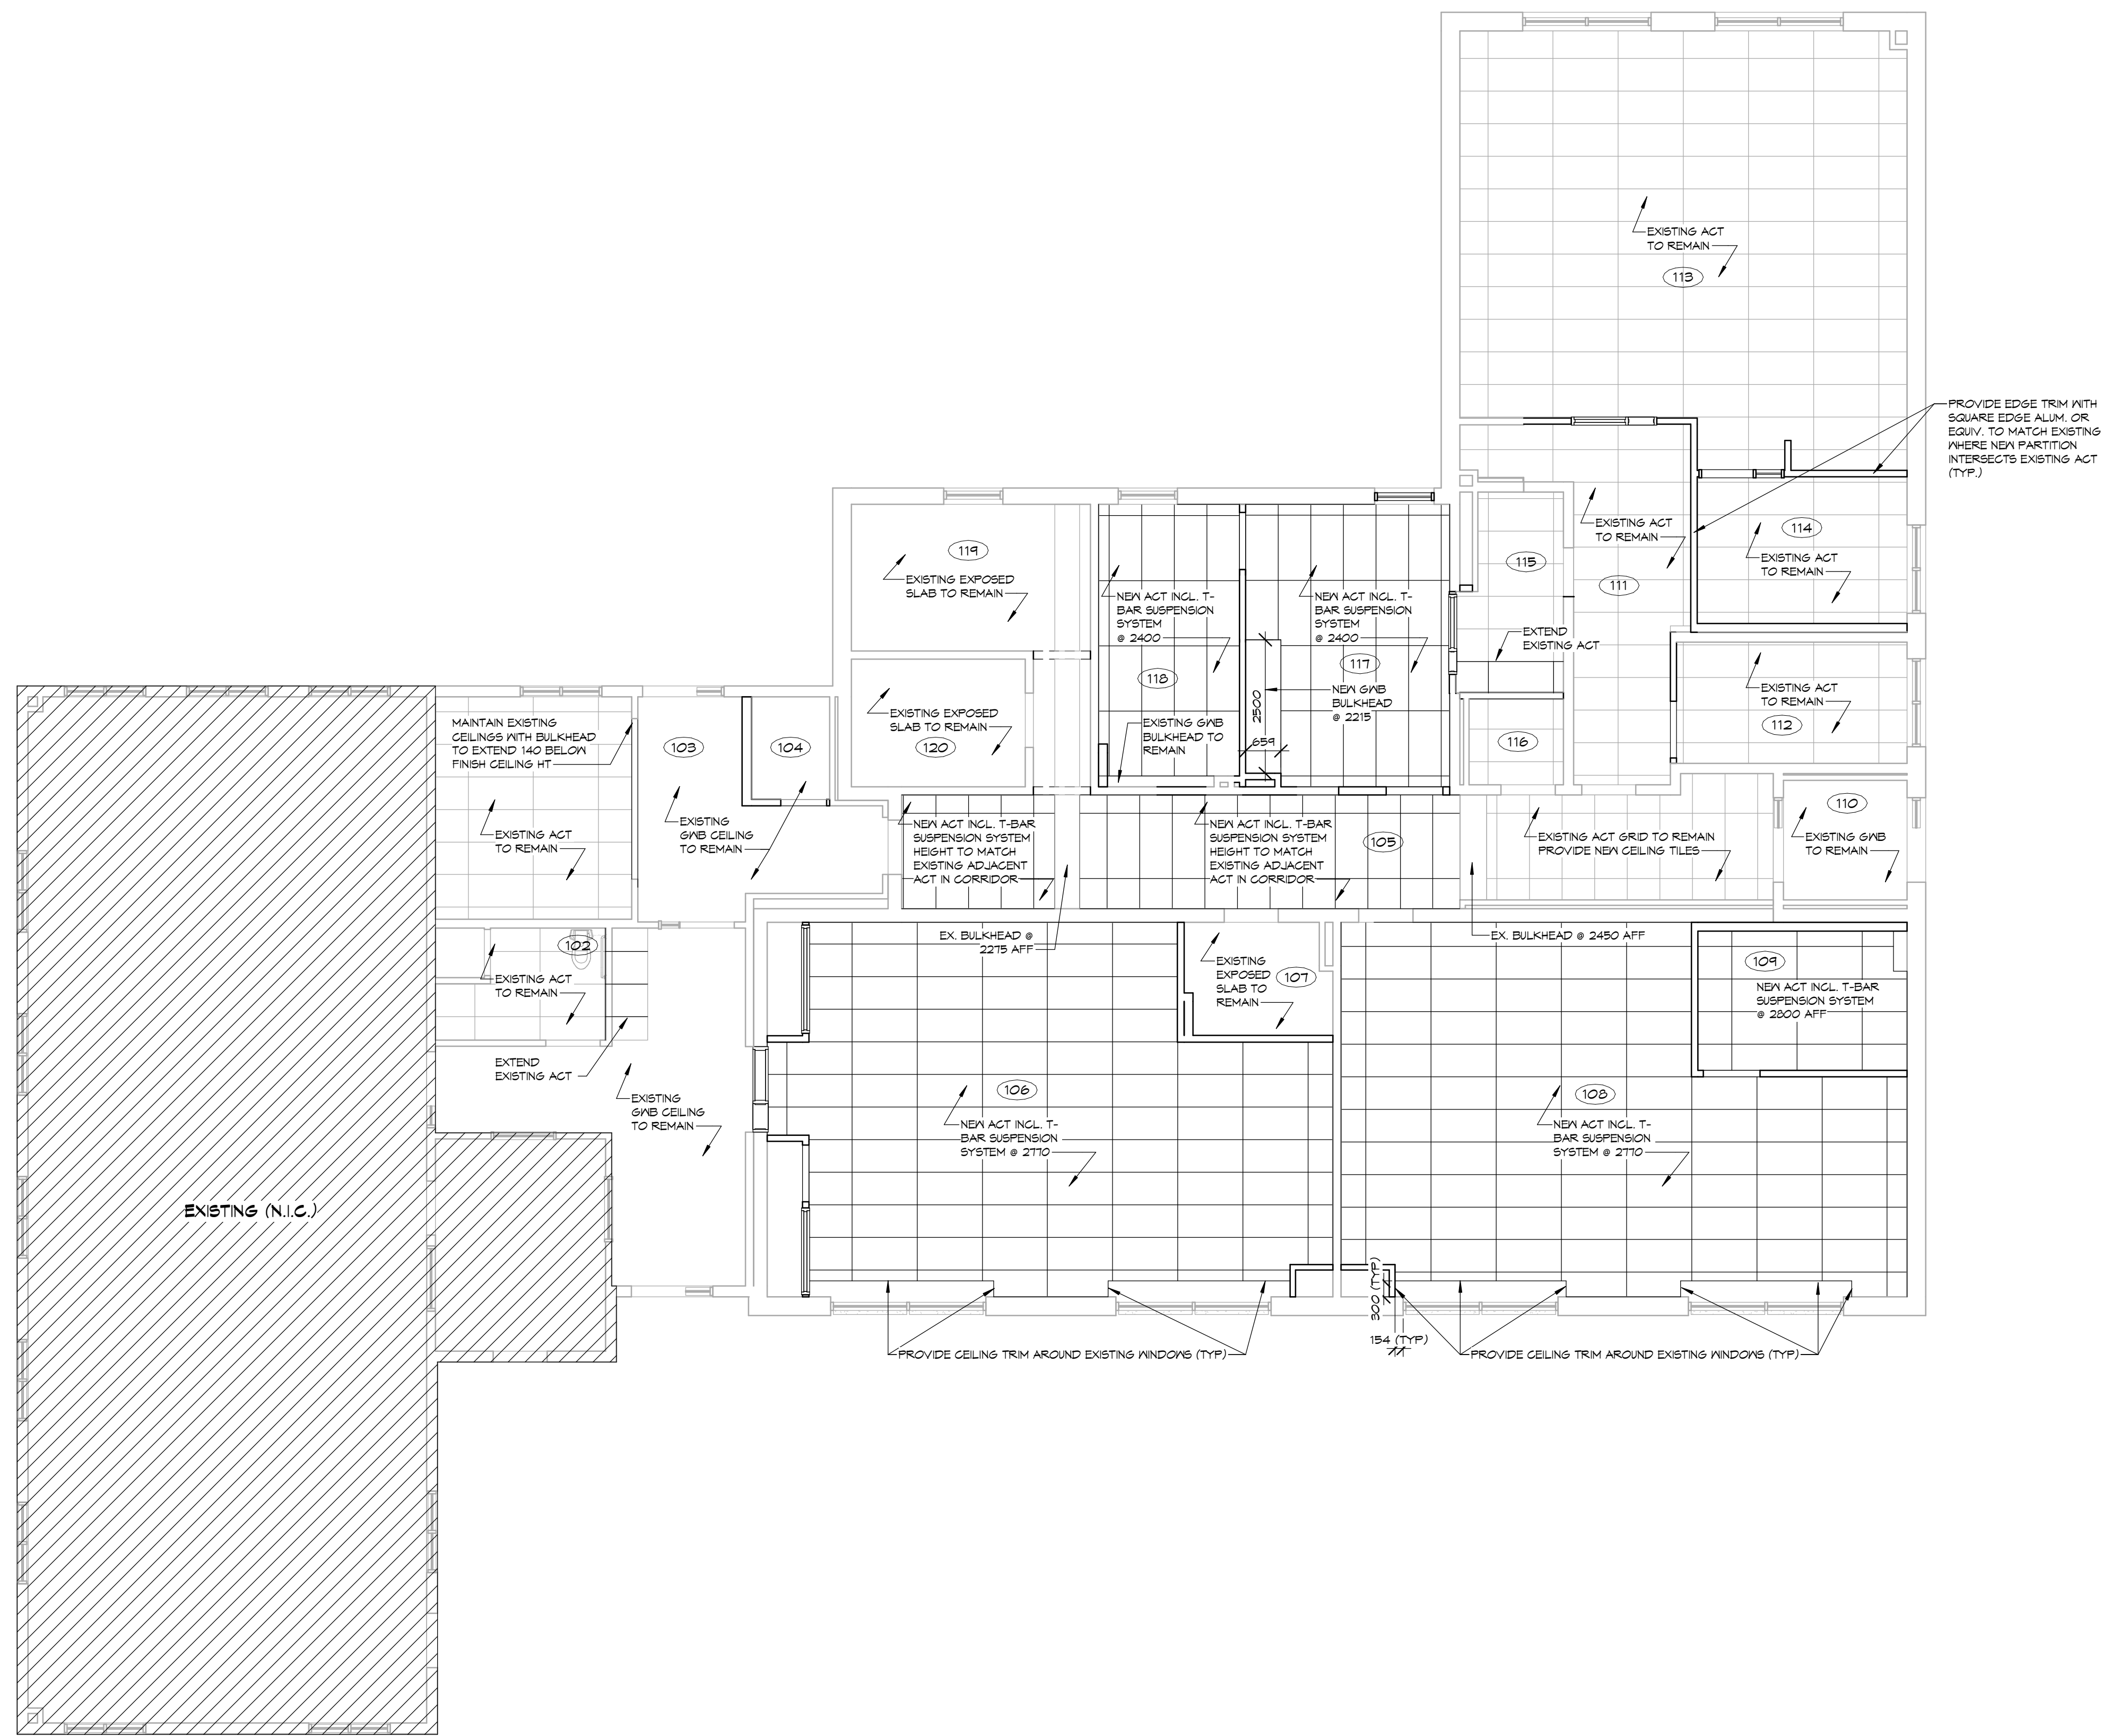 EXISTING ACT
TO REMAIN
113
PROVIDE EDGE TRIM WITH
SQUARE EDGE ALUM. OR
EQUIV. TO MATCH EXISTING
WHERE NEW PARTITION
INTERSECTS EXISTING ACT
(TYP.)
119
EXISTING EXPOSED
SLAB TO REMAIN
NEW ACT INCL. T-
BAR SUSPENSION
SYSTEM
@ 2400
118
NEW ACT INCL. T-
BAR SUSPENSION
SYSTEM
@ 2400
117
NEW GWB
BULKHEAD
@ 2215
2500
659
EXISTING GWB
BULKHEAD TO
REMAIN
EXISTING ACT
TO REMAIN
115
111
EXTEND
EXISTING ACT
114
EXISTING ACT
TO REMAIN
EXISTING ACT
TO REMAIN
112
116
110
EXISTING GWB
TO REMAIN
EXISTING EXPOSED
SLAB TO REMAIN
120
MAINTAIN EXISTING
CEILINGS WITH BULKHEAD
TO EXTEND 140 BELOW
FINISH CEILING HT
103
104
EXISTING ACT
TO REMAIN
EXISTING
GWB CEILING
TO REMAIN
NEW ACT INCL. T-BAR
SUSPENSION SYSTEM
HEIGHT TO MATCH
EXISTING ADJACENT
ACT IN CORRIDOR
NEW ACT INCL. T-BAR
SUSPENSION SYSTEM
HEIGHT TO MATCH
EXISTING ADJACENT
ACT IN CORRIDOR
105
EXISTING ACT GRID TO REMAIN
PROVIDE NEW CEILING TILES
102
EXISTING ACT
TO REMAIN
EXTEND
EXISTING ACT
EX. BULKHEAD @
2275 AFF
EXISTING
EXPOSED
SLAB TO
REMAIN
107
EX. BULKHEAD @ 2450 AFF
109
NEW ACT INCL. T-BAR
SUSPENSION SYSTEM
@ 2800 AFF
EXISTING
GWB CEILING
TO REMAIN
106
NEW ACT INCL. T-
BAR SUSPENSION
SYSTEM @ 2770
108
NEW ACT INCL. T-
BAR SUSPENSION
SYSTEM @ 2770
EXISTING (N.I.C.)
300 (TYP)
154 (TYP)
PROVIDE CEILING TRIM AROUND EXISTING WINDOWS (TYP)
PROVIDE CEILING TRIM AROUND EXISTING WINDOWS (TYP)